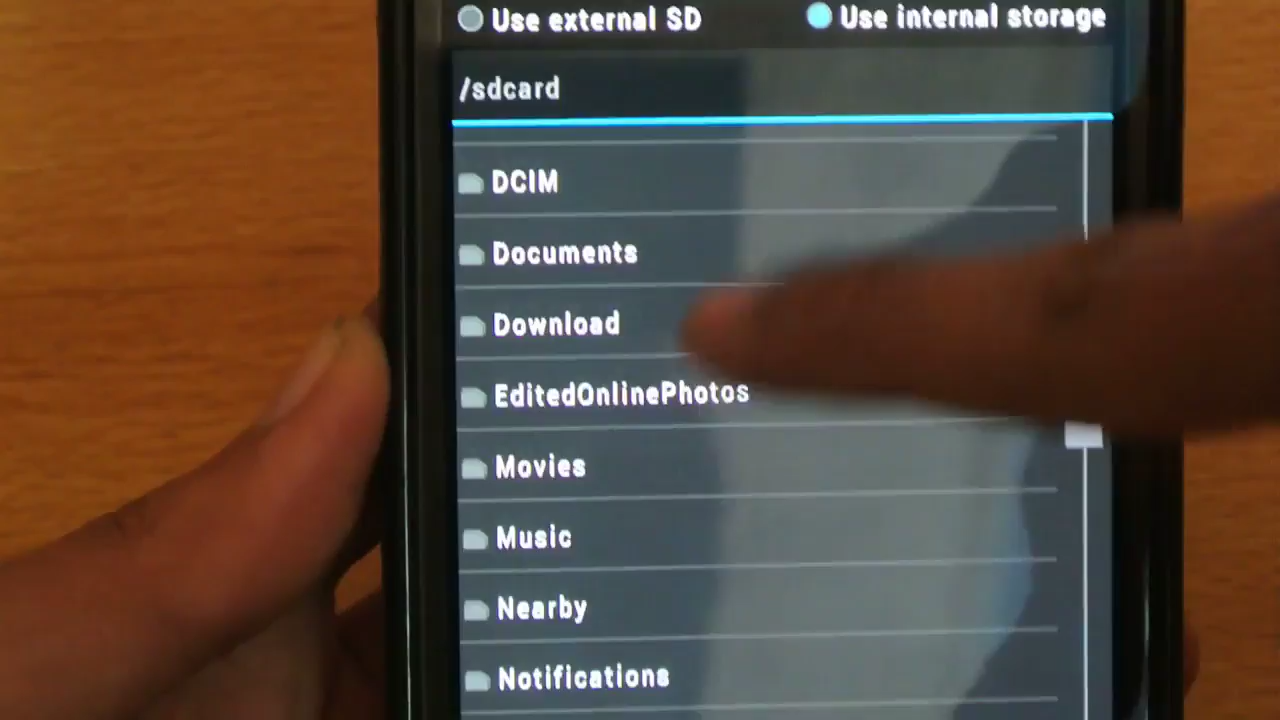 Use external SD
Use internal storage
/sdcard
DCIM
Documents
Download
EditedOnlinePhotos
Movies
Music
Nearby
Notifications